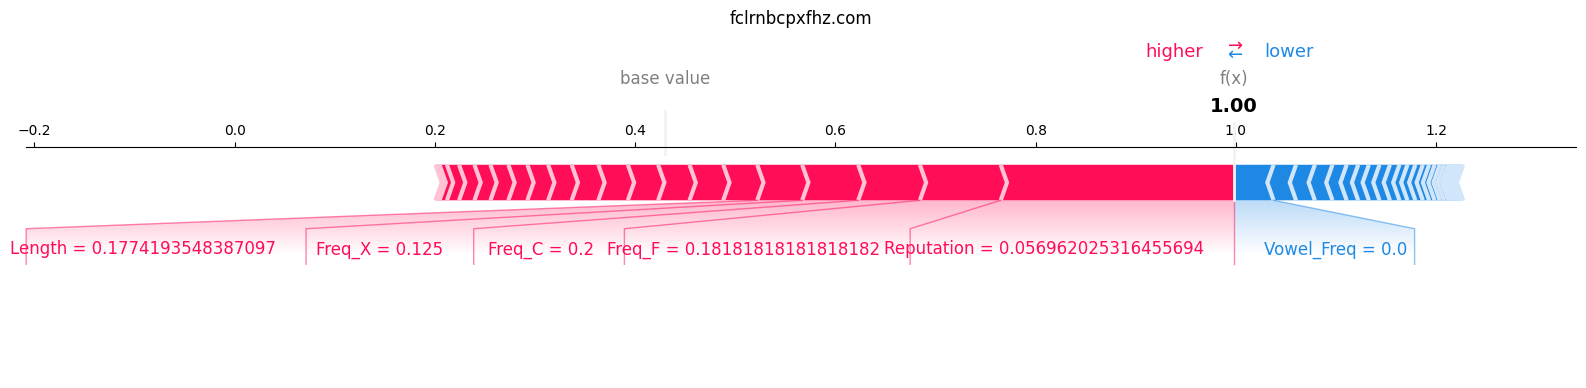 fclrnbcpxfhz.com
higher → ← lower
base value f(x)
1.00
−0.2 0.0 0.2 0.4 0.6 0.8 1.0 1.2
Length = 0.1774193548387097 Freq_X = 0.125 Freq_C = 0.2 Freq_F = 0.18181818181818182 Reputation = 0.056962025316455694 Vowel_Freq = 0.0